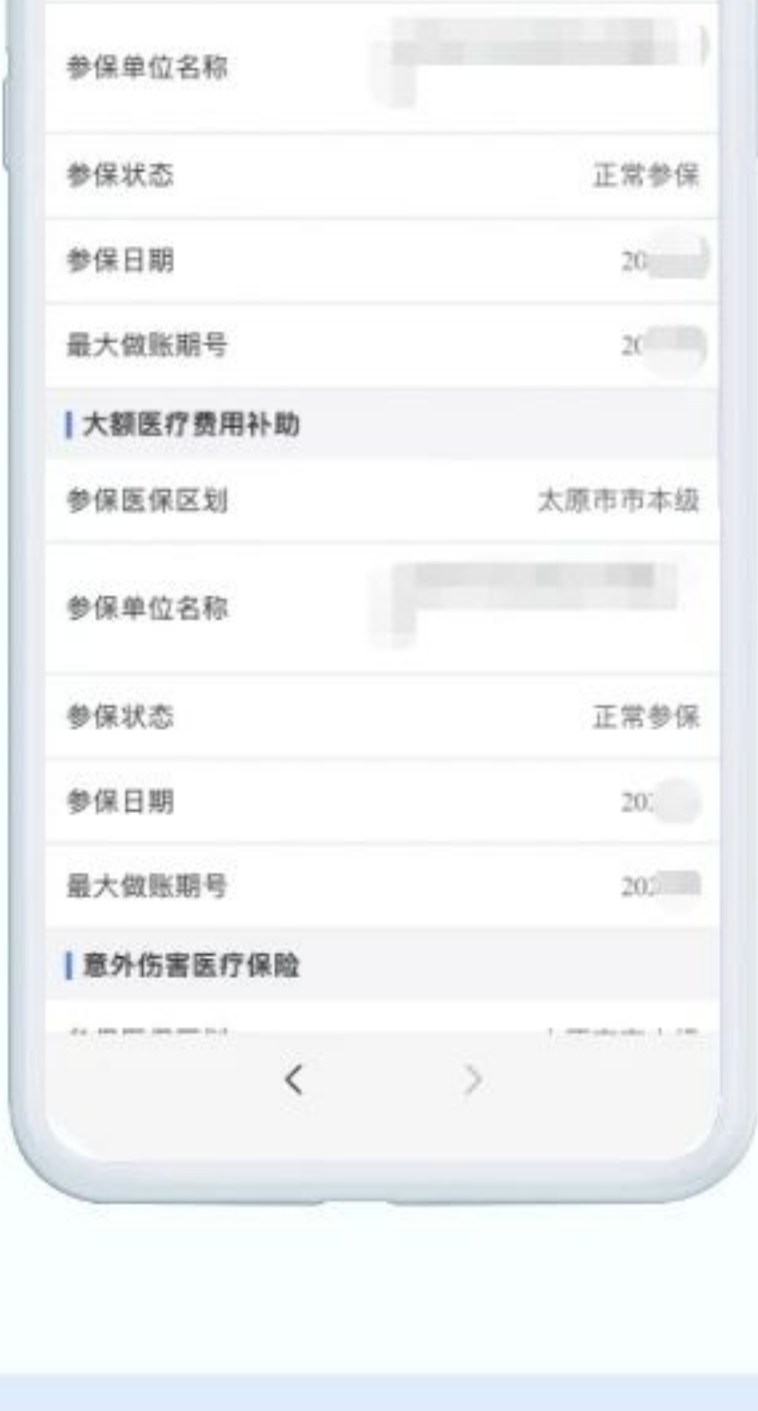 参保单位名称
参保状态 正常参保
参保日期 20
最大做账期号 20
大额医疗费用补助
参保医保区划 太原市市本级
参保单位名称
参保状态 正常参保
参保日期 202
最大做账期号 202
意外伤害医疗保险